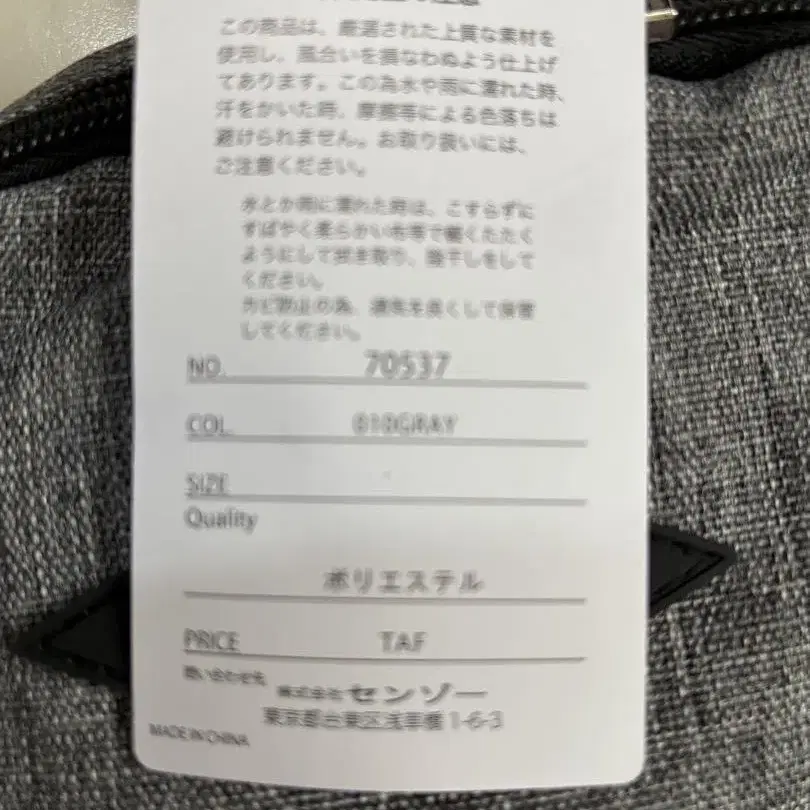 この商品は、厳選された上質な素材を
使用し、風合いを損なわぬよう仕上げ
てあります。この為水や雨に濡れた時、
汗をかいた時、摩擦等による色落ちは
避けられません。お取り扱いには、
ご注意ください。
水とか雨に濡れた時は、こすらずに
すばやく柔らかい布等で軽くたたく
ようにして拭き取り、陰干しをして
ください。
カビ防止の為、通気を良くして保管
してください。
NO. 70537
COL. 010GRAY
SIZE
Quality
ポリエステル
PRICE TAF
問い合わせ先
株式会社センゾー
東京都台東区浅草橋1-6-3
MADE IN CHINA